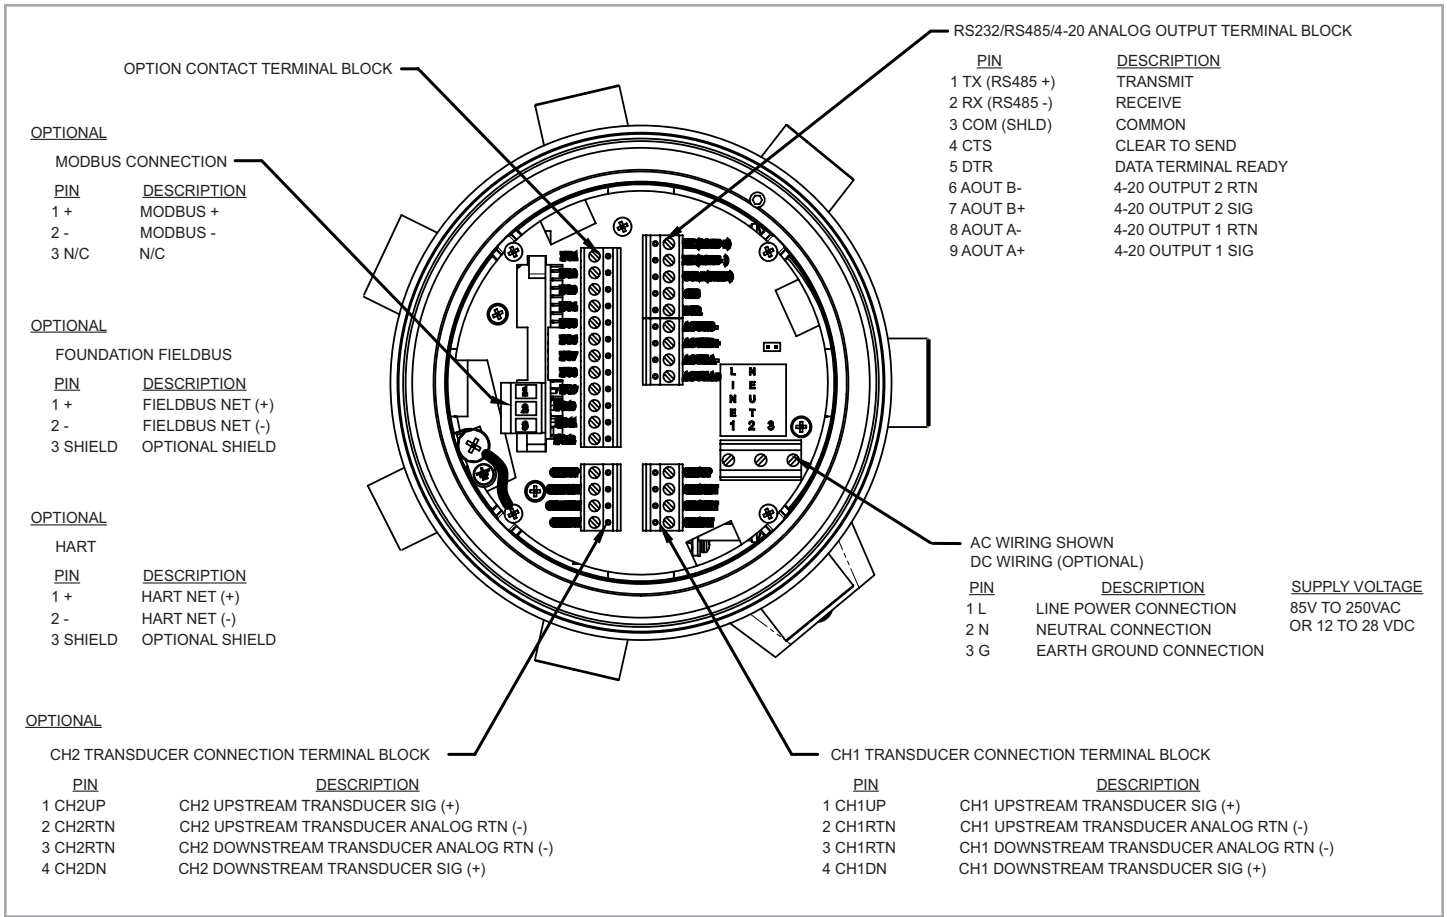 OPTION CONTACT TERMINAL BLOCK
OPTIONAL
MODBUS CONNECTION
PIN DESCRIPTION
1 + MODBUS +
2 - MODBUS -
3 N/C N/C
OPTIONAL
FOUNDATION FIELDBUS
PIN DESCRIPTION
1 + FIELDBUS NET (+)
2 - FIELDBUS NET (-)
3 SHIELD OPTIONAL SHIELD
OPTIONAL
HART
PIN DESCRIPTION
1 + HART NET (+)
2 - HART NET (-)
3 SHIELD OPTIONAL SHIELD
RS232/RS485/4-20 ANALOG OUTPUT TERMINAL BLOCK
PIN DESCRIPTION
1 TX (RS485 +) TRANSMIT
2 RX (RS485 -) RECEIVE
3 COM (SHLD) COMMON
4 CTS CLEAR TO SEND
5 DTR DATA TERMINAL READY
6 AOUT B- 4-20 OUTPUT 2 RTN
7 AOUT B+ 4-20 OUTPUT 2 SIG
8 AOUT A- 4-20 OUTPUT 1 RTN
9 AOUT A+ 4-20 OUTPUT 1 SIG
1
2
3
LINE 1
NEUT 2
3
AC WIRING SHOWN
DC WIRING (OPTIONAL)
PIN DESCRIPTION SUPPLY VOLTAGE
1 L LINE POWER CONNECTION 85V TO 250VAC
2 N NEUTRAL CONNECTION OR 12 TO 28 VDC
3 G EARTH GROUND CONNECTION
OPTIONAL
CH2 TRANSDUCER CONNECTION TERMINAL BLOCK
PIN DESCRIPTION
1 CH2UP CH2 UPSTREAM TRANSDUCER SIG (+)
2 CH2RTN CH2 UPSTREAM TRANSDUCER ANALOG RTN (-)
3 CH2RTN CH2 DOWNSTREAM TRANSDUCER ANALOG RTN (-)
4 CH2DN CH2 DOWNSTREAM TRANSDUCER SIG (+)
CH1 TRANSDUCER CONNECTION TERMINAL BLOCK
PIN DESCRIPTION
1 CH1UP CH1 UPSTREAM TRANSDUCER SIG (+)
2 CH1RTN CH1 UPSTREAM TRANSDUCER ANALOG RTN (-)
3 CH1RTN CH1 DOWNSTREAM TRANSDUCER ANALOG RTN (-)
4 CH1DN CH1 DOWNSTREAM TRANSDUCER SIG (+)